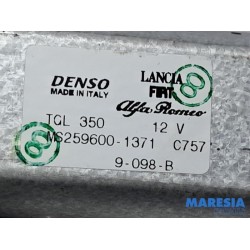 DENSO LANCIA
MADE IN ITALY FIAT
Alfa Romeo
TGL 350 12 V
MS259600-1371 C757
9-098-B
MARESIA